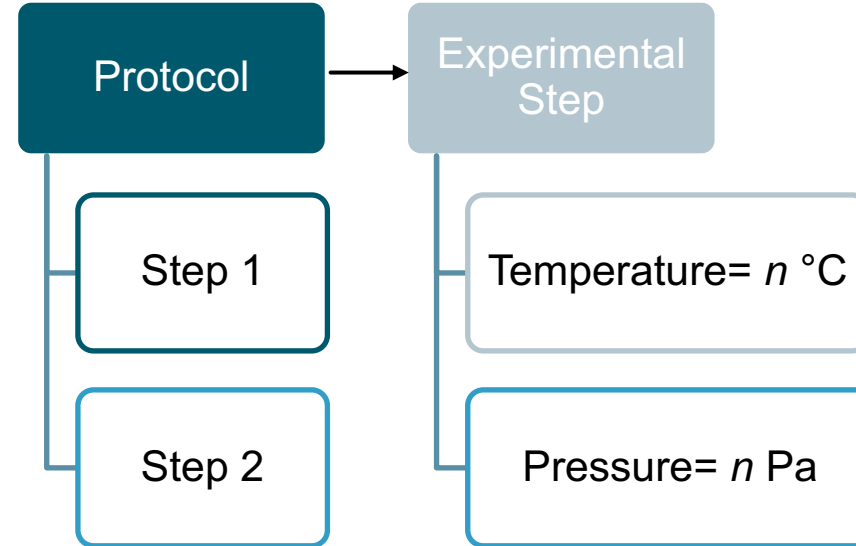 Protocol
Experimental
Step
Step 1
Temperature= n °C
Step 2
Pressure= n Pa